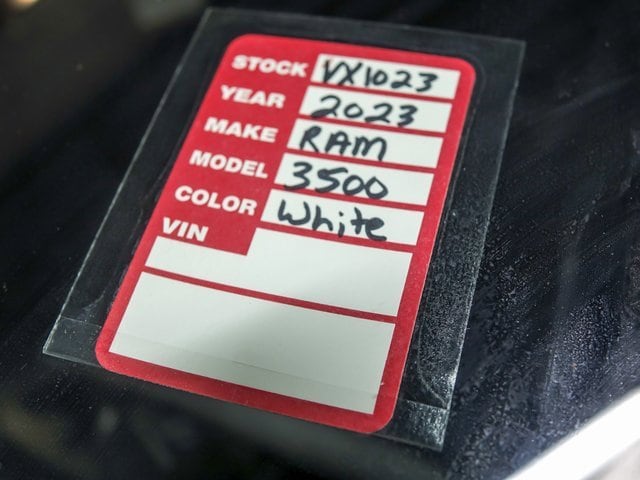 STOCK VX1023
YEAR 2023
MAKE RAM
MODEL 3500
COLOR White
VIN